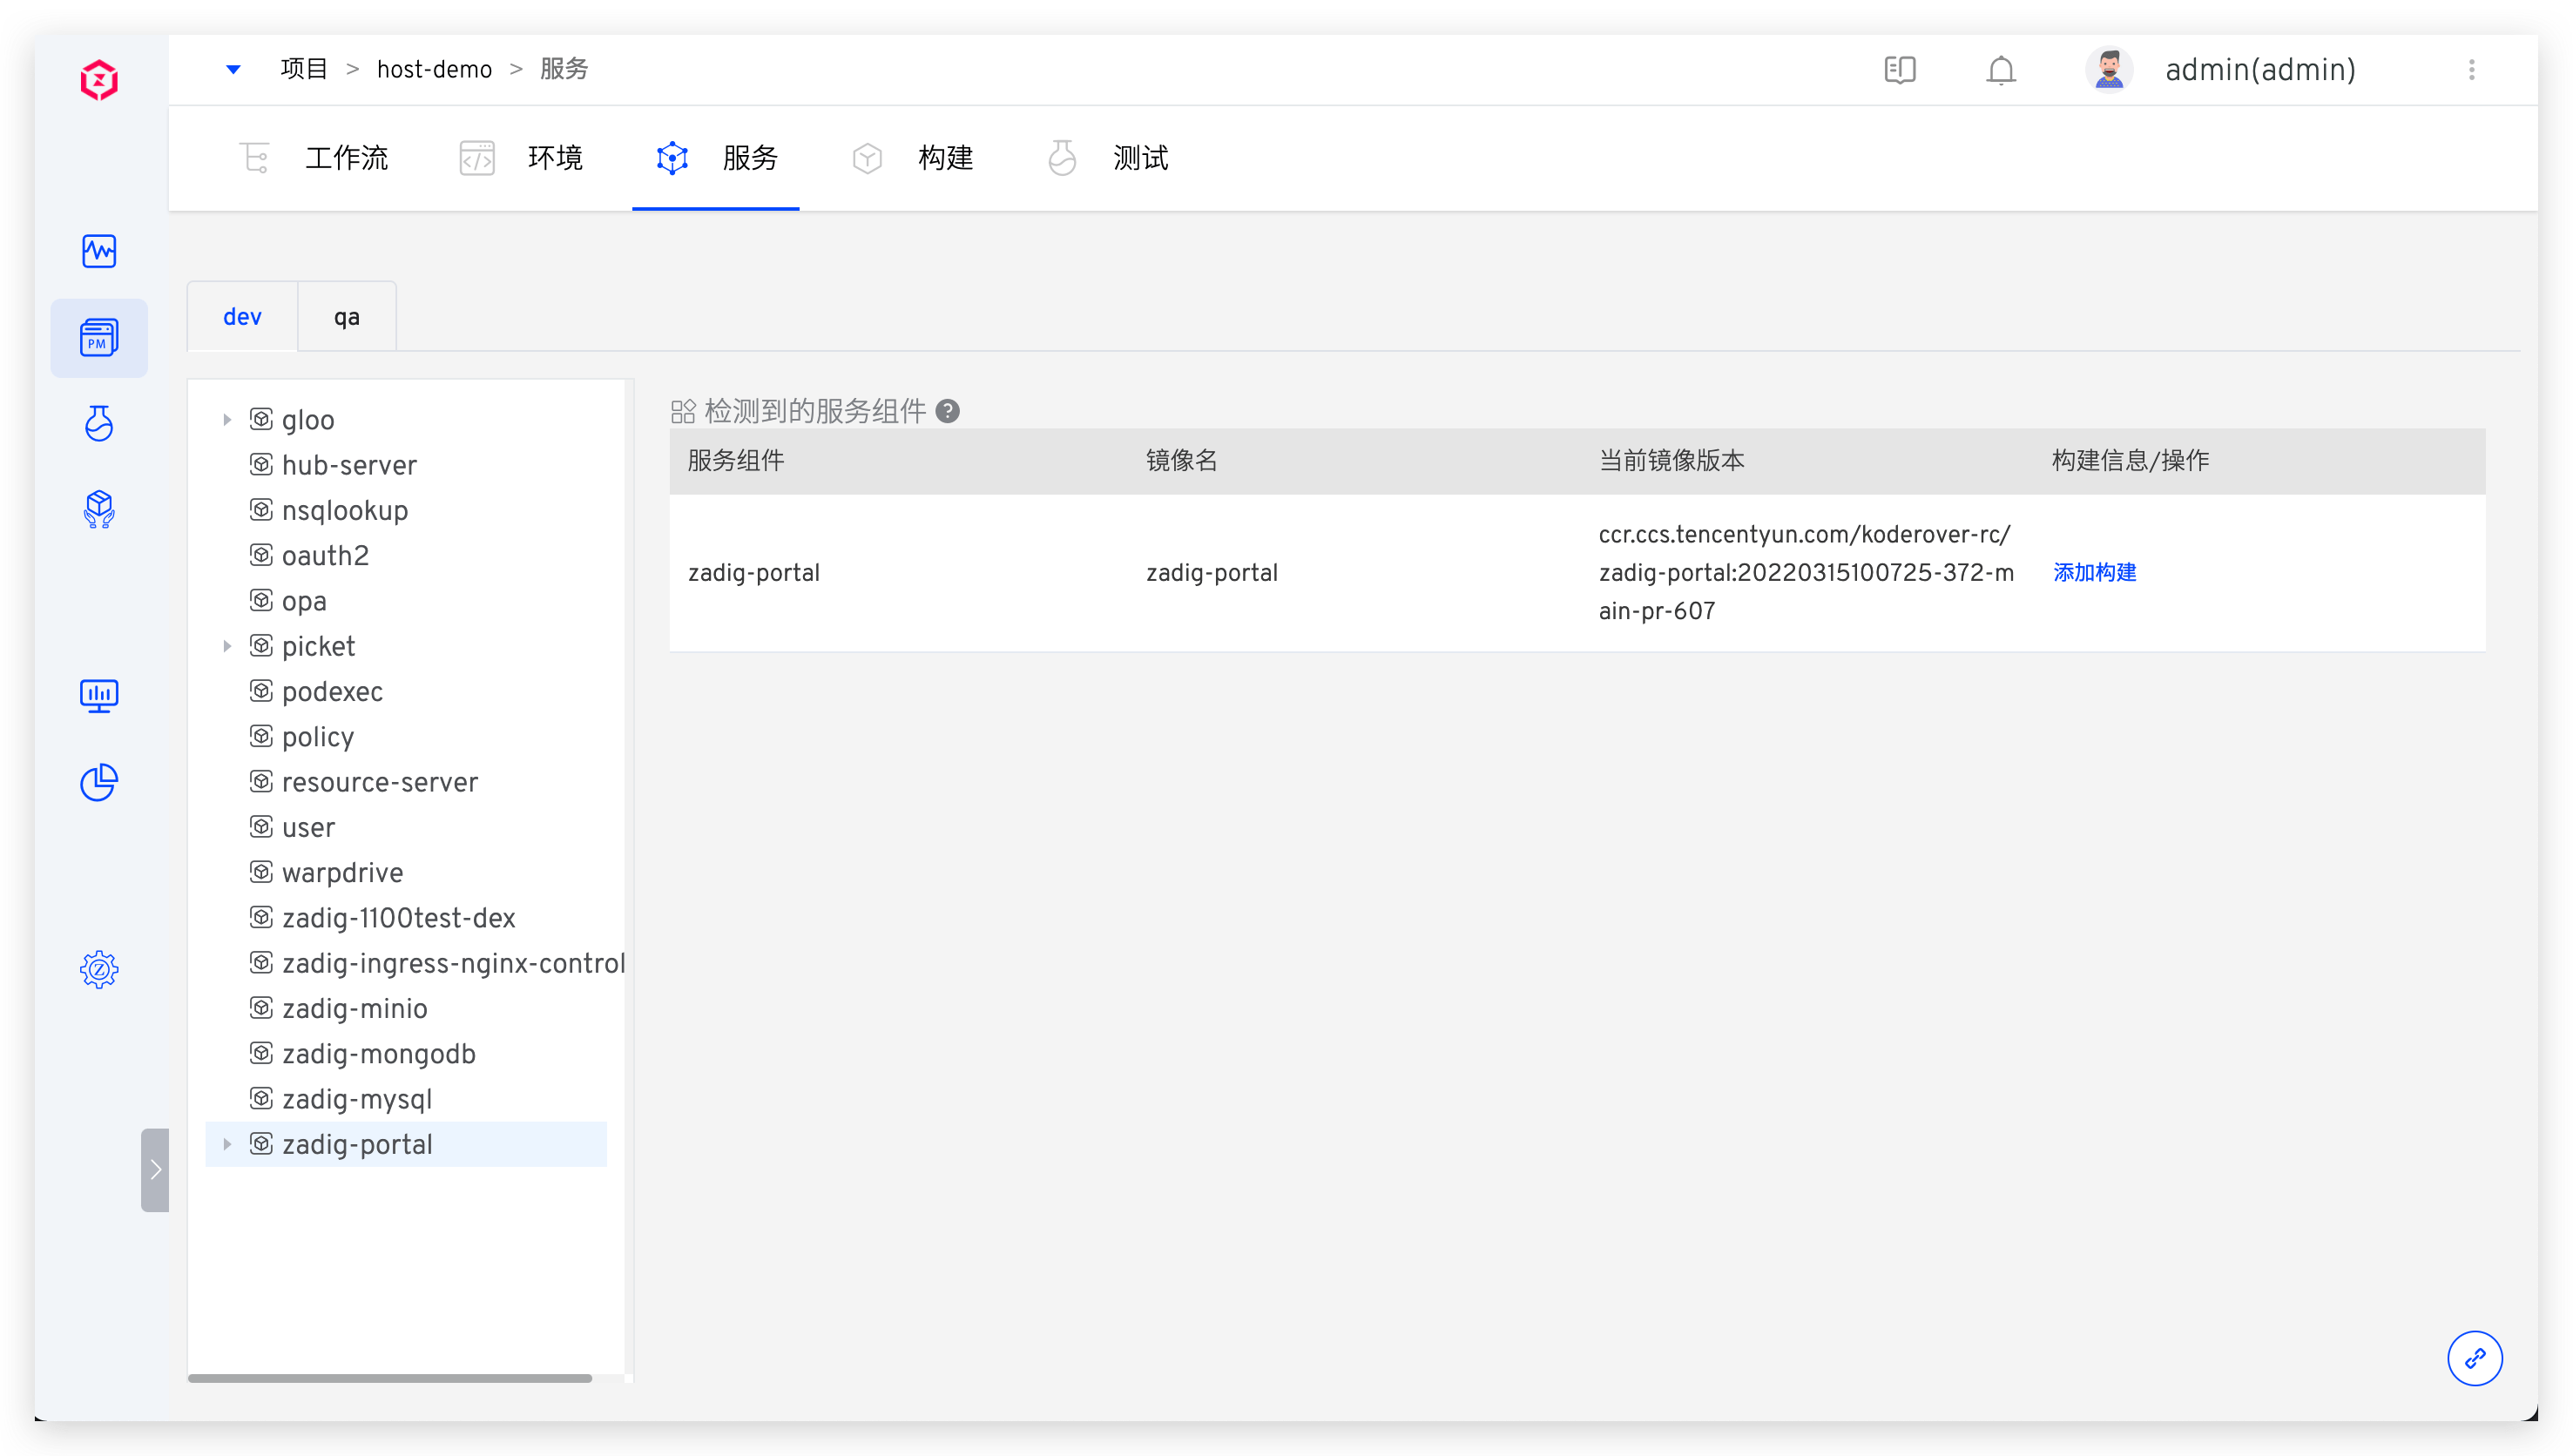 项目 > host-demo > 服务
admin(admin)
工作流
环境
服务
构建
测试
PM
dev
qa
gloo
hub-server
nsqlookup
oauth2
opa
picket
podexec
policy
resource-server
user
warpdrive
zadig-1100test-dex
zadig-ingress-nginx-control
zadig-minio
zadig-mongodb
zadig-mysql
zadig-portal
检测到的服务组件 ?
服务组件
镜像名
当前镜像版本
构建信息/操作
zadig-portal
zadig-portal
ccr.ccs.tencentyun.com/koderover-rc/
zadig-portal:20220315100725-372-m
ain-pr-607
添加构建